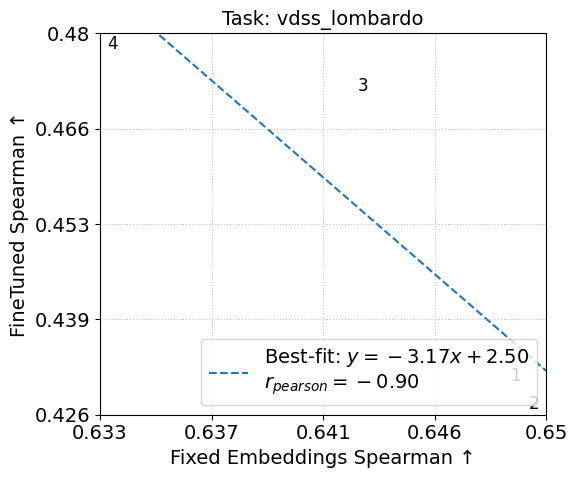 Task: vdss_lombardo
FineTuned Spearman ↑
0.48
0.466
0.453
0.439
0.426
4
3
1
2
Best-fit: y = −3.17x + 2.50
r_pearson = −0.90
0.633 0.637 0.641 0.646 0.65
Fixed Embeddings Spearman ↑